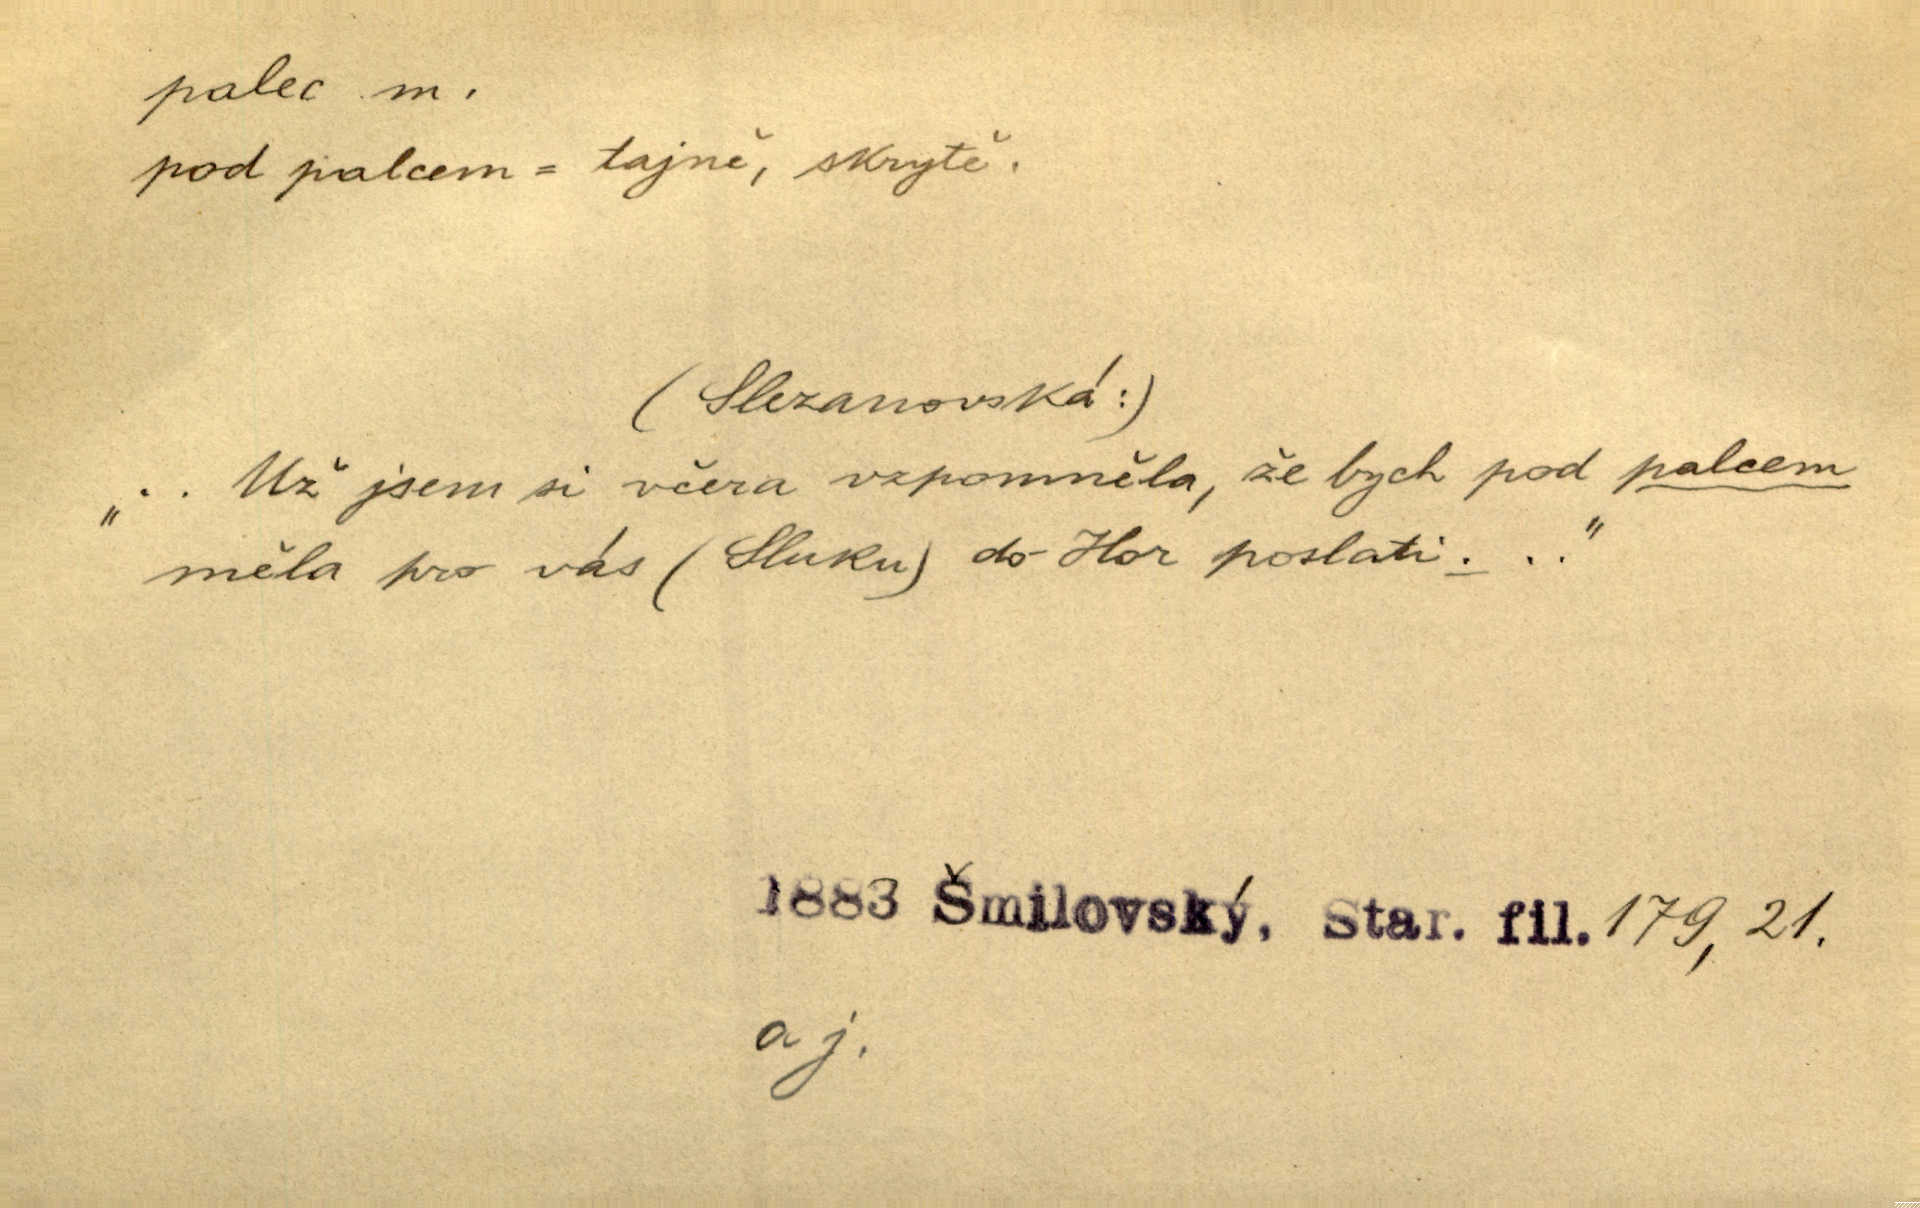 palec m.
pod palcem = tajně, skrytě.
(Slezanovská:)
„.. Už jsem si včera vzpomněla, že bych pod palcem
měla pro vás (Sluku) do Hor poslati. .."
1883 Šmilovský, Star. fil. 179, 21.
a j.